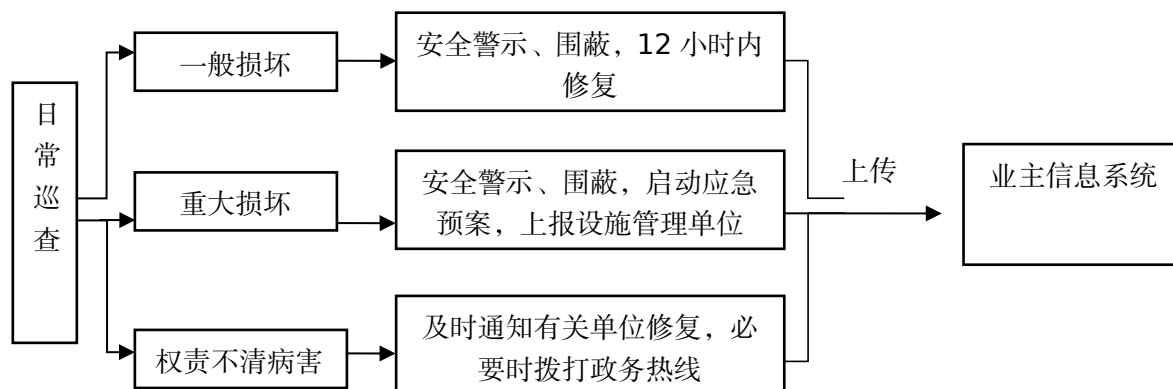 日
常
巡
查
一般损坏
安全警示、围蔽，12 小时内
修复
重大损坏
安全警示、围蔽，启动应急
预案，上报设施管理单位
权责不清病害
及时通知有关单位修复，必
要时拨打政务热线
上传
业主信息系统